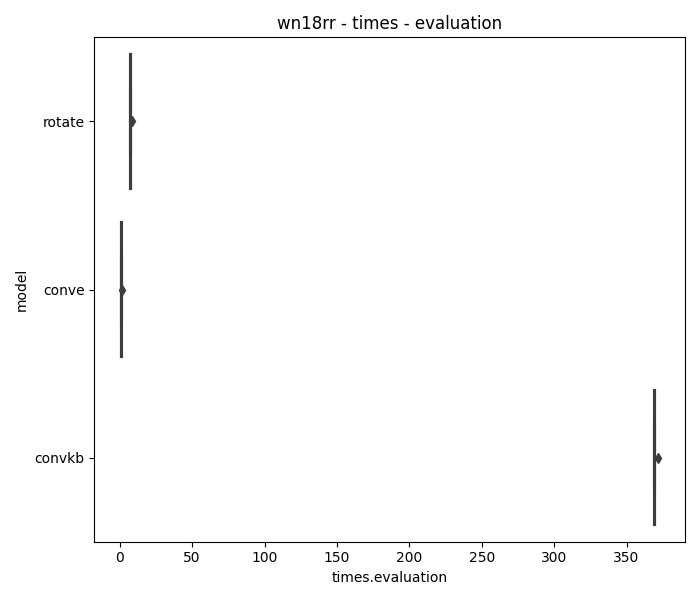 wn18rr - times - evaluation
rotate
conve
convkb
model
0 50 100 150 200 250 300 350
times.evaluation